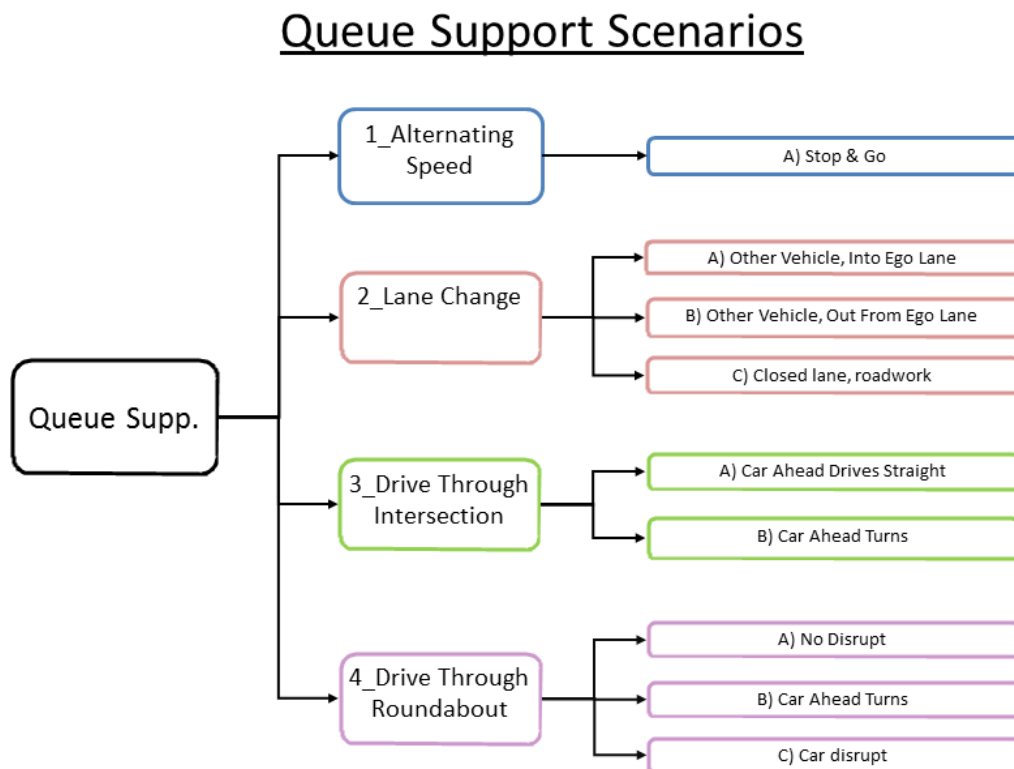 Queue Support Scenarios
1_Alternating
Speed
A) Stop & Go
2_Lane Change
A) Other Vehicle, Into Ego Lane
B) Other Vehicle, Out From Ego Lane
C) Closed lane, roadwork
Queue Supp.
3_Drive Through
Intersection
A) Car Ahead Drives Straight
B) Car Ahead Turns
4_Drive Through
Roundabout
A) No Disrupt
B) Car Ahead Turns
C) Car disrupt